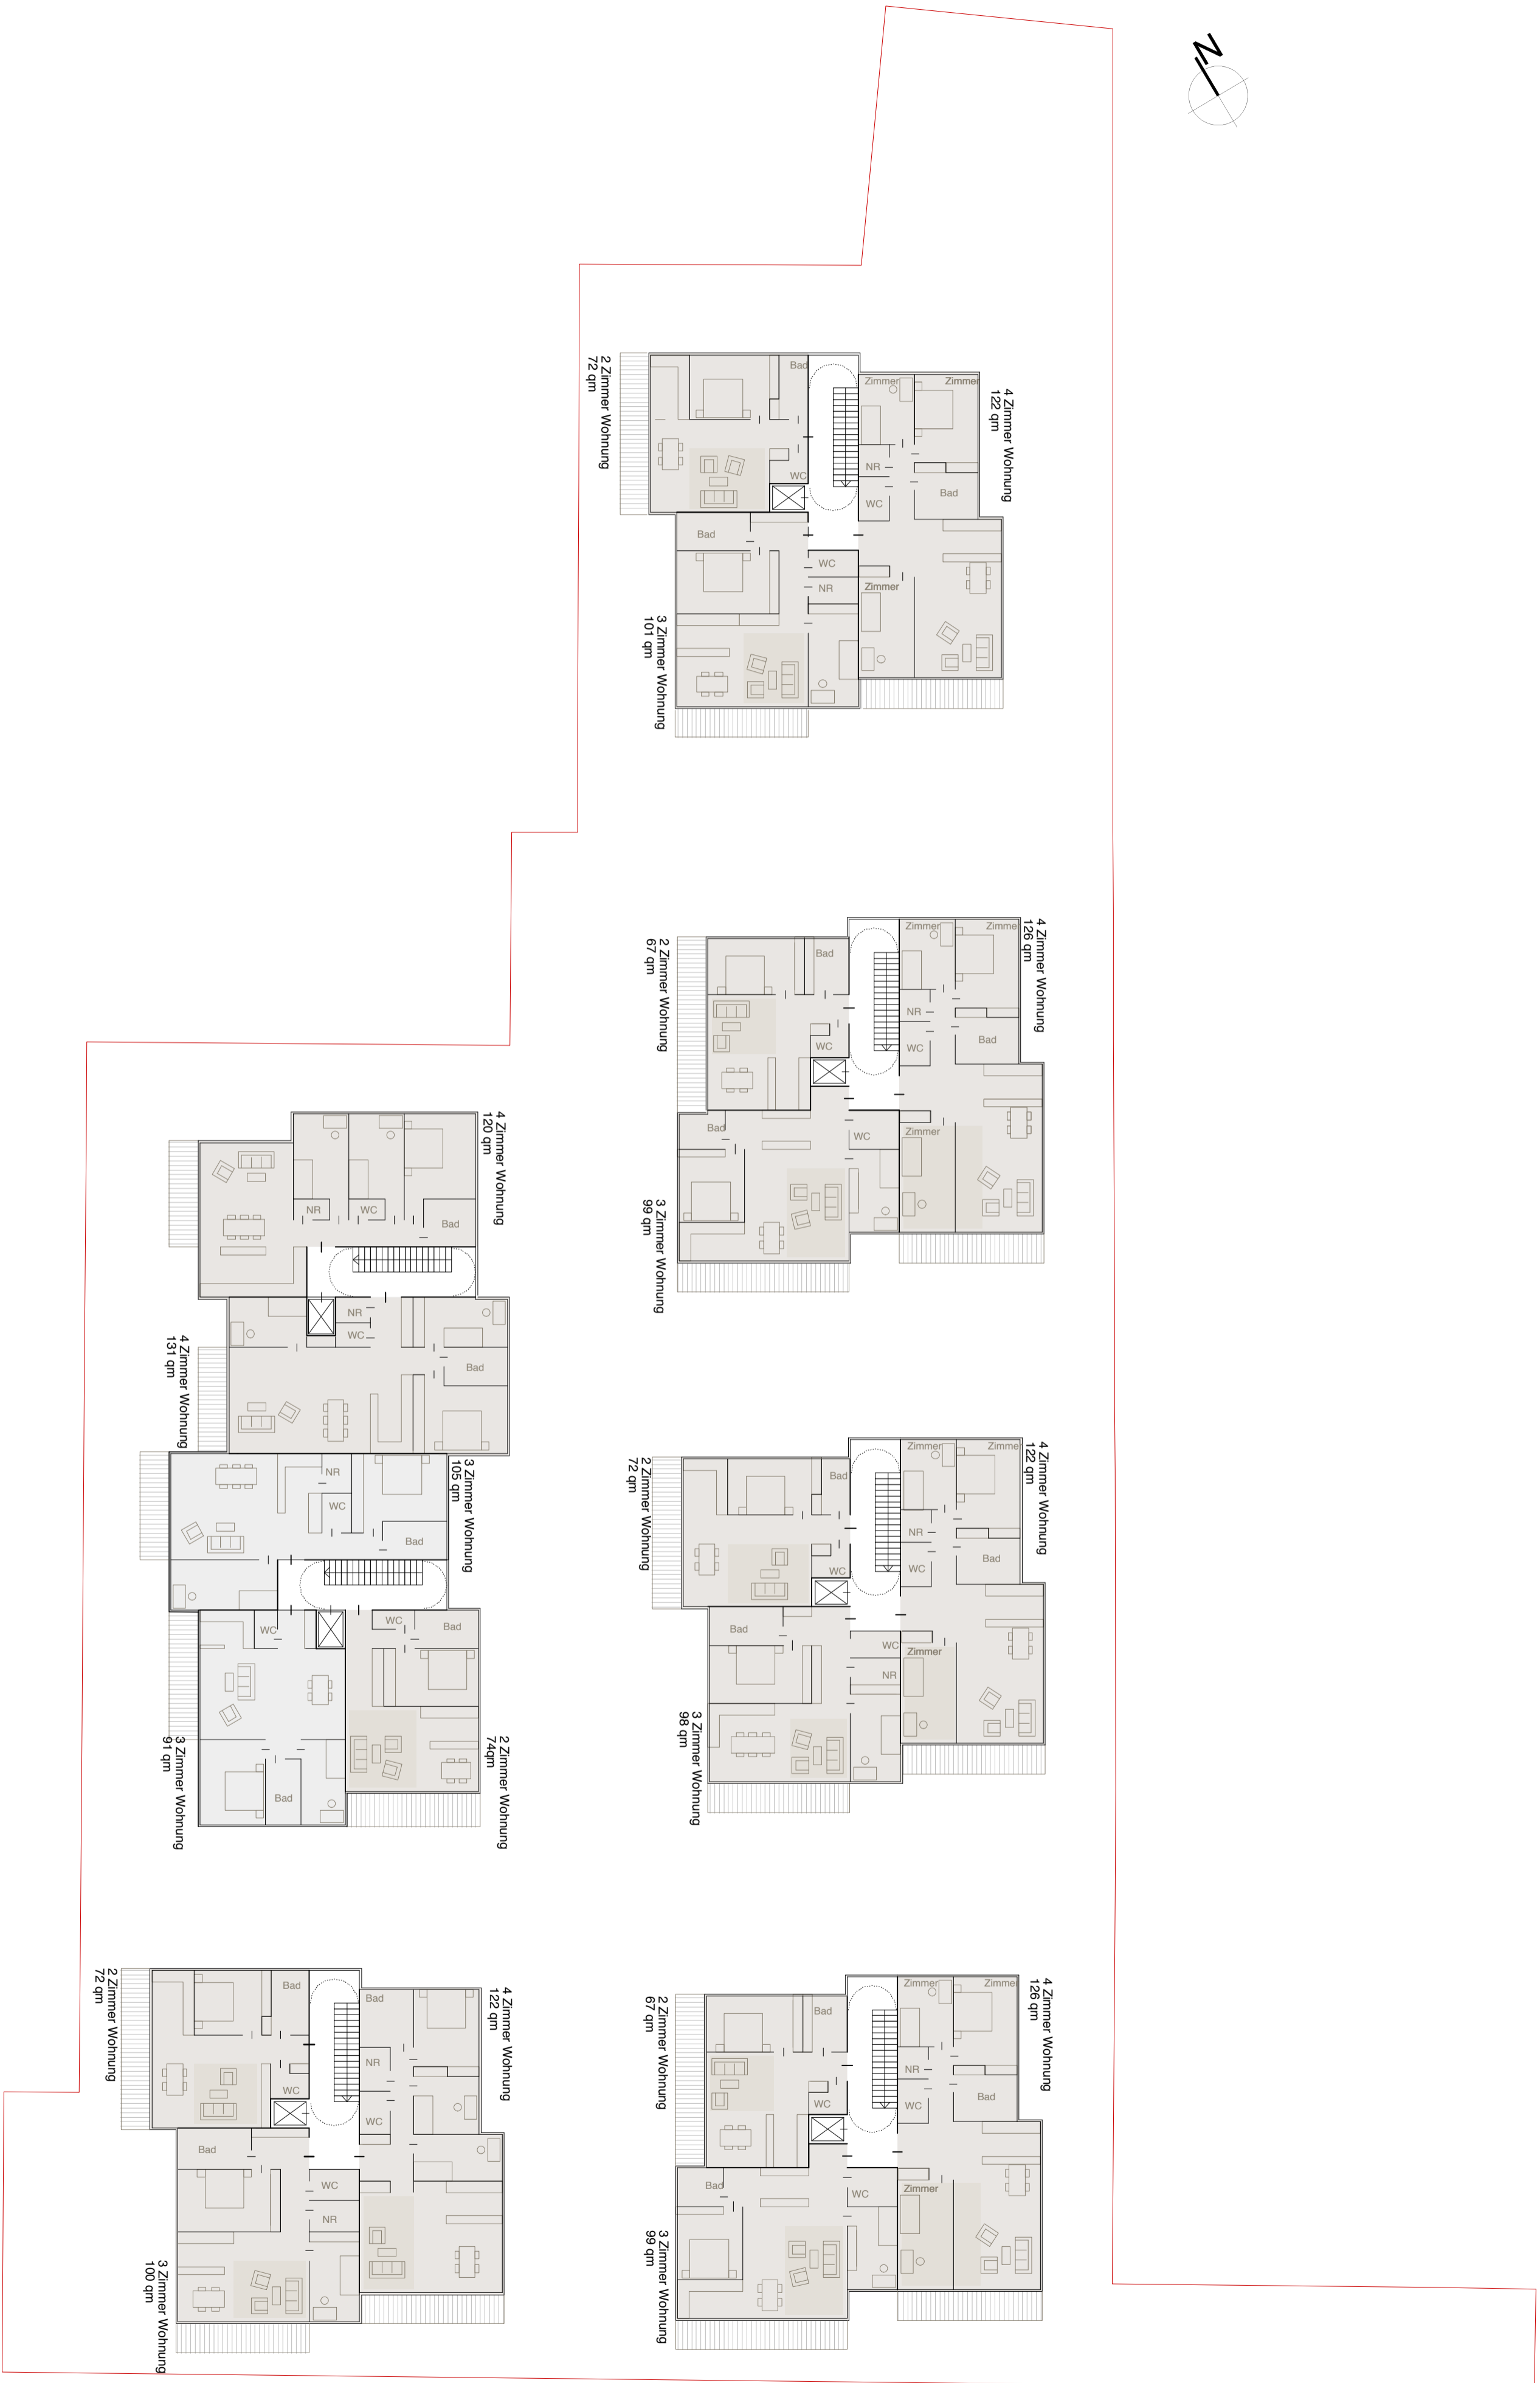 N
2 Zimmer Wohnung
72 qm
4 Zimmer Wohnung
122 qm
3 Zimmer Wohnung
101 qm
Bad
Zimmer
Zimmer
NR
WC
WC
Bad
Bad
WC
NR
Zimmer
2 Zimmer Wohnung
67 qm
4 Zimmer Wohnung
126 qm
3 Zimmer Wohnung
99 qm
Bad
Zimmer
Zimme
NR
WC
WC
Bad
Bad
WC
Zimmer
4 Zimmer Wohnung
120 qm
NR
WC
Bad
4 Zimmer Wohnung
131 qm
NR
WC
Bad
3 Zimmer Wohnung
105 qm
NR
WC
Bad
3 Zimmer Wohnung
91 qm
WC
Bad
2 Zimmer Wohnung
74qm
WC
Bad
2 Zimmer Wohnung
72 qm
4 Zimmer Wohnung
122 qm
3 Zimmer Wohnung
98 qm
Bad
Zimmer
Zimme
NR
WC
WC
Bad
Bad
WC
NR
Zimmer
2 Zimmer Wohnung
72 qm
4 Zimmer Wohnung
122 qm
3 Zimmer Wohnung
100 qm
Bad
Bad
NR
WC
WC
Bad
WC
NR
2 Zimmer Wohnung
67 qm
4 Zimmer Wohnung
126 qm
3 Zimmer Wohnung
99 qm
Bad
Zimmer
Zimme
NR
WC
WC
Bad
Bad
WC
Zimmer